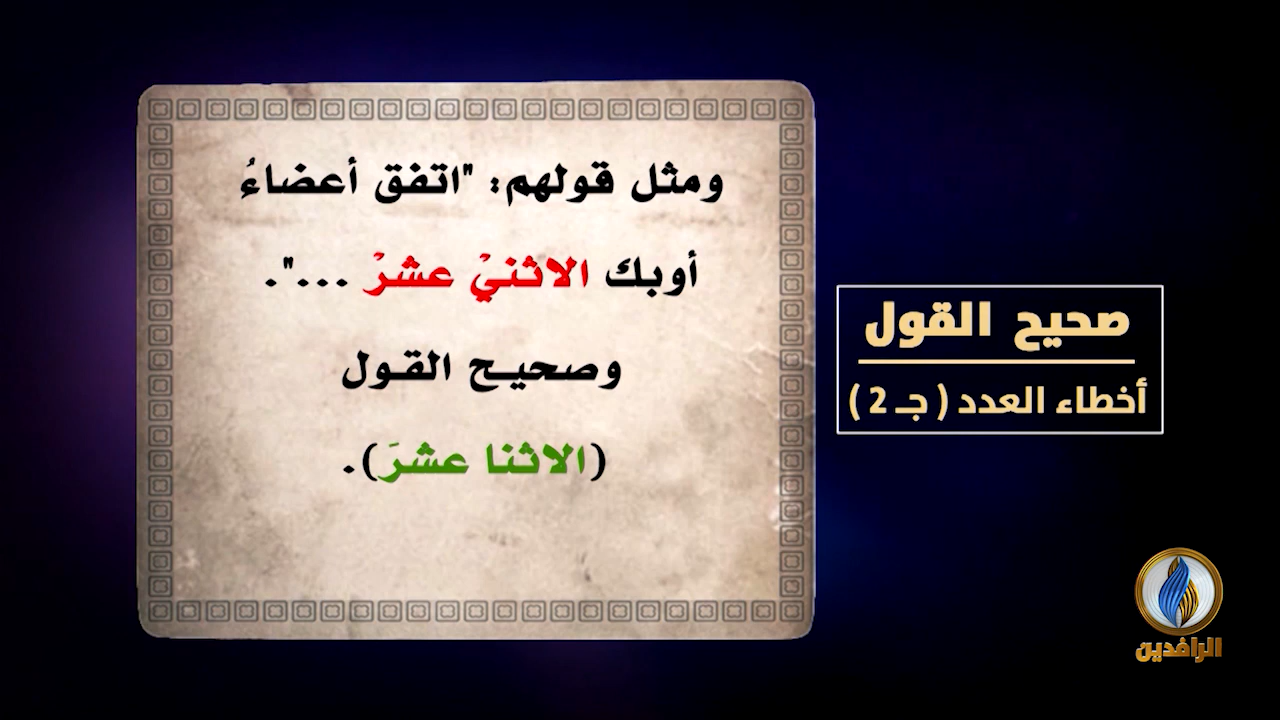 ومثل قولهم: "اتفق أعضاءُ
أوبك الاثنيْ عشرْ ...".
وصحيح القول
(الاثنا عشرَ).
صحيح القول
أخطاء العدد ( جـ 2 )
الرافدين